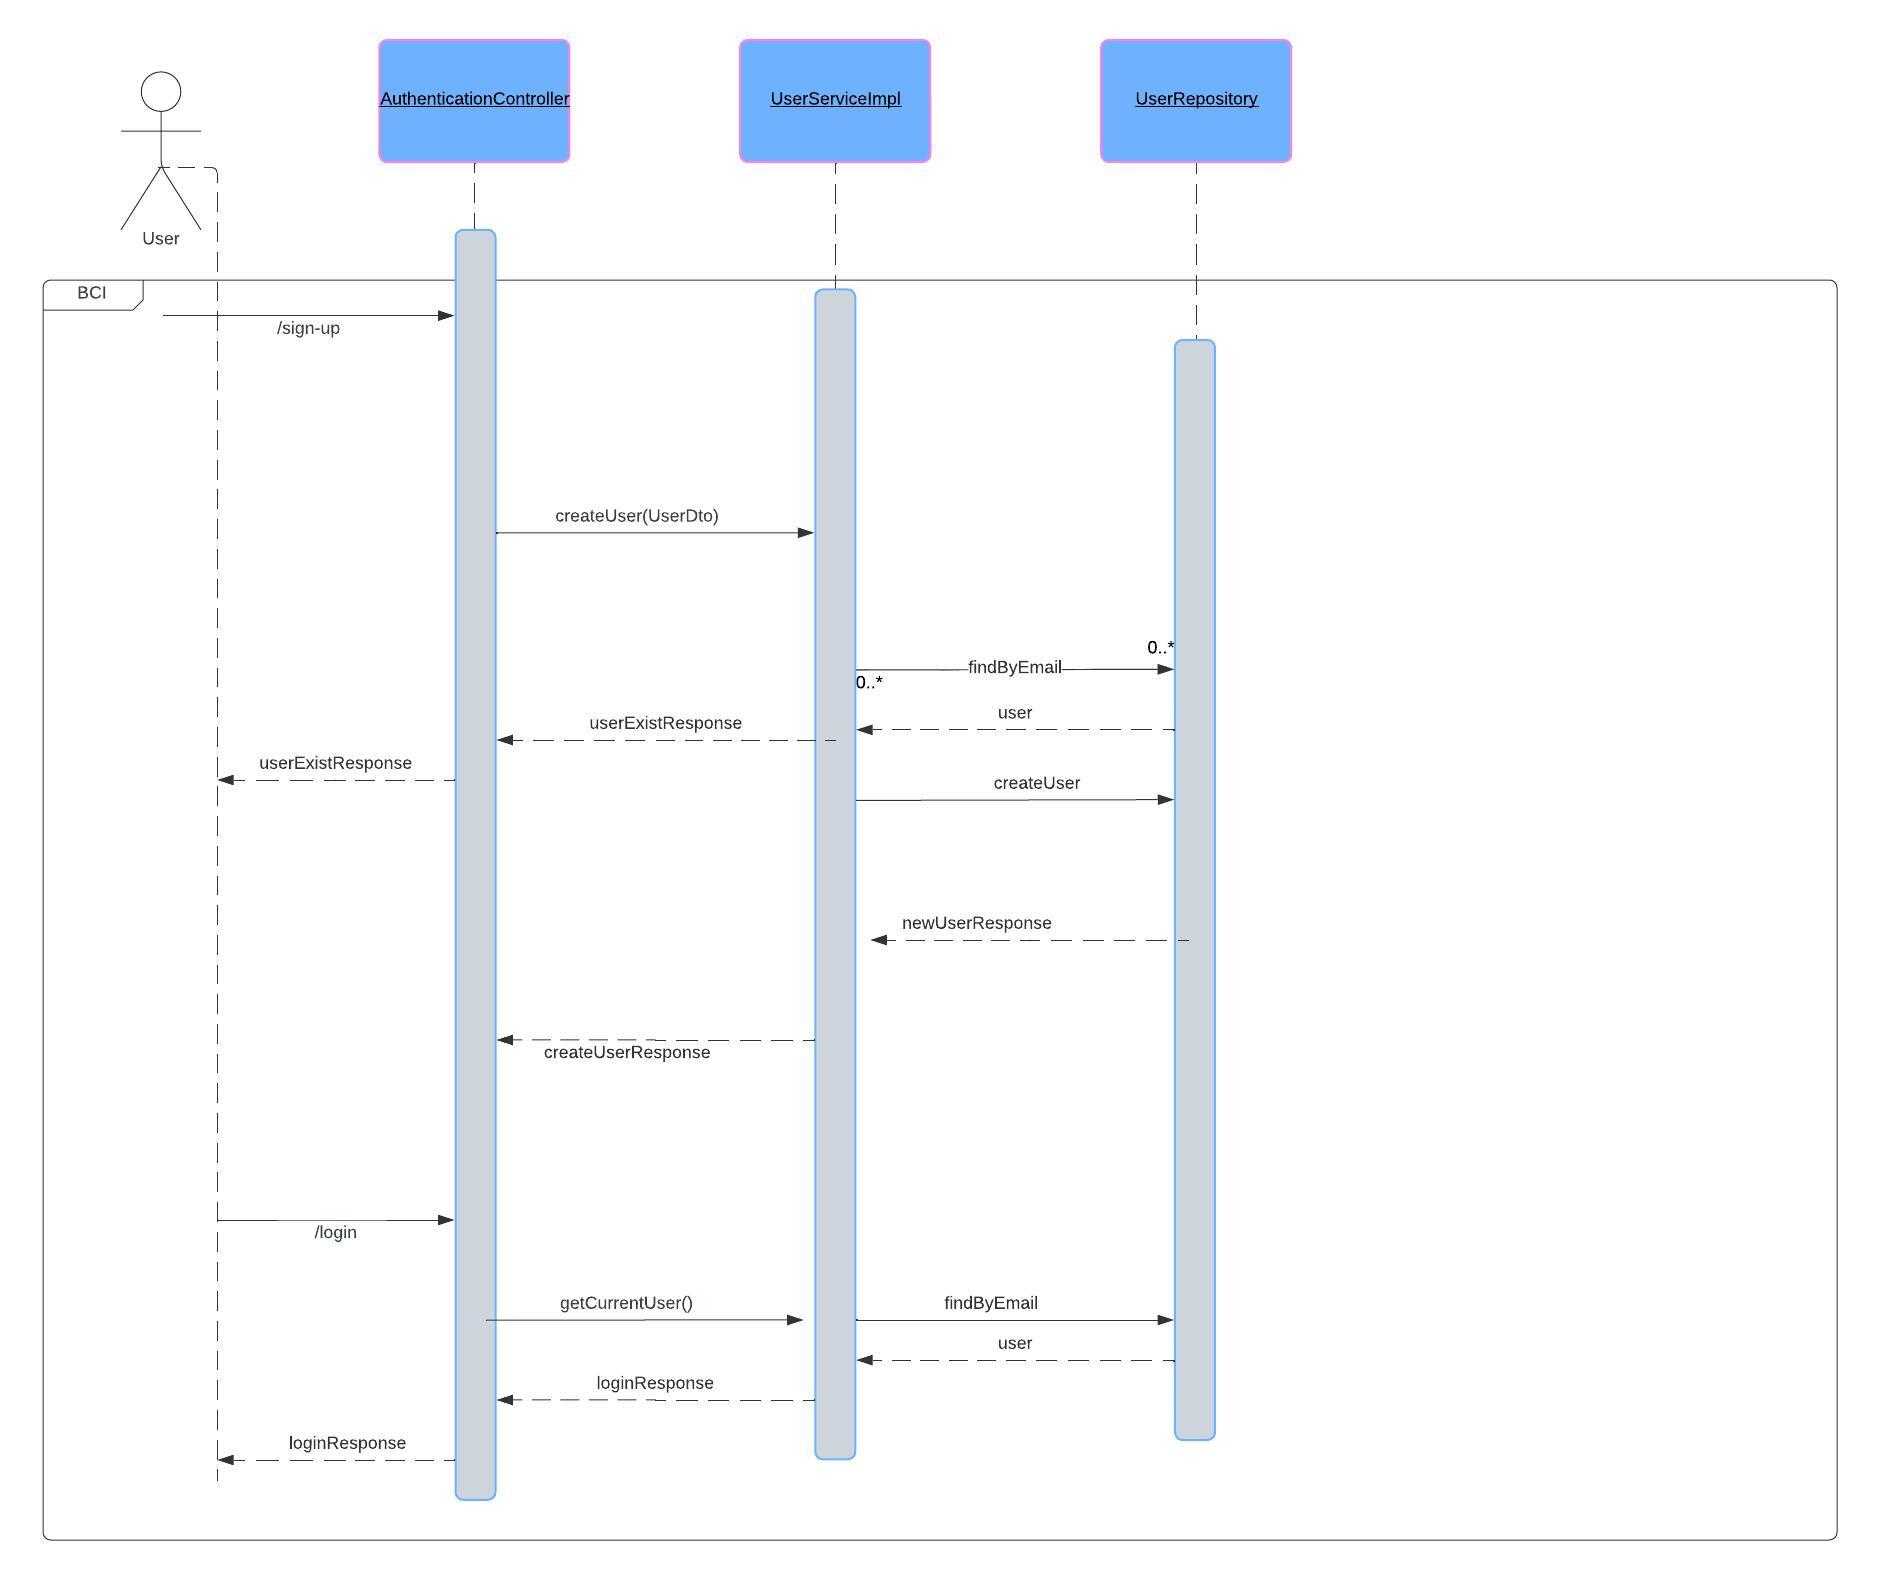 AuthenticationController
UserServiceImpl
UserRepository
User
BCI
/sign-up
createUser(UserDto)
0..*
findByEmail
0..*
user
userExistResponse
userExistResponse
createUser
newUserResponse
createUserResponse
/login
getCurrentUser()
findByEmail
user
loginResponse
loginResponse